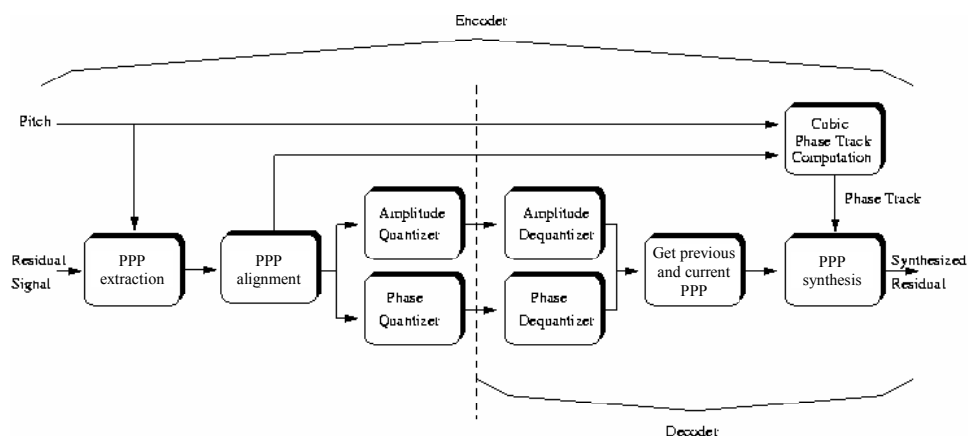 Encoder
Pitch
Cubic
Phase Track
Computation
Phase Track
Residual
Signal
PPP
extraction
PPP
alignment
Amplitude
Quantizer
Phase
Quantizer
Amplitude
Dequantizer
Phase
Dequantizer
Get previous
and current
PPP
PPP
synthesis
Synthesized
Residual
Decoder